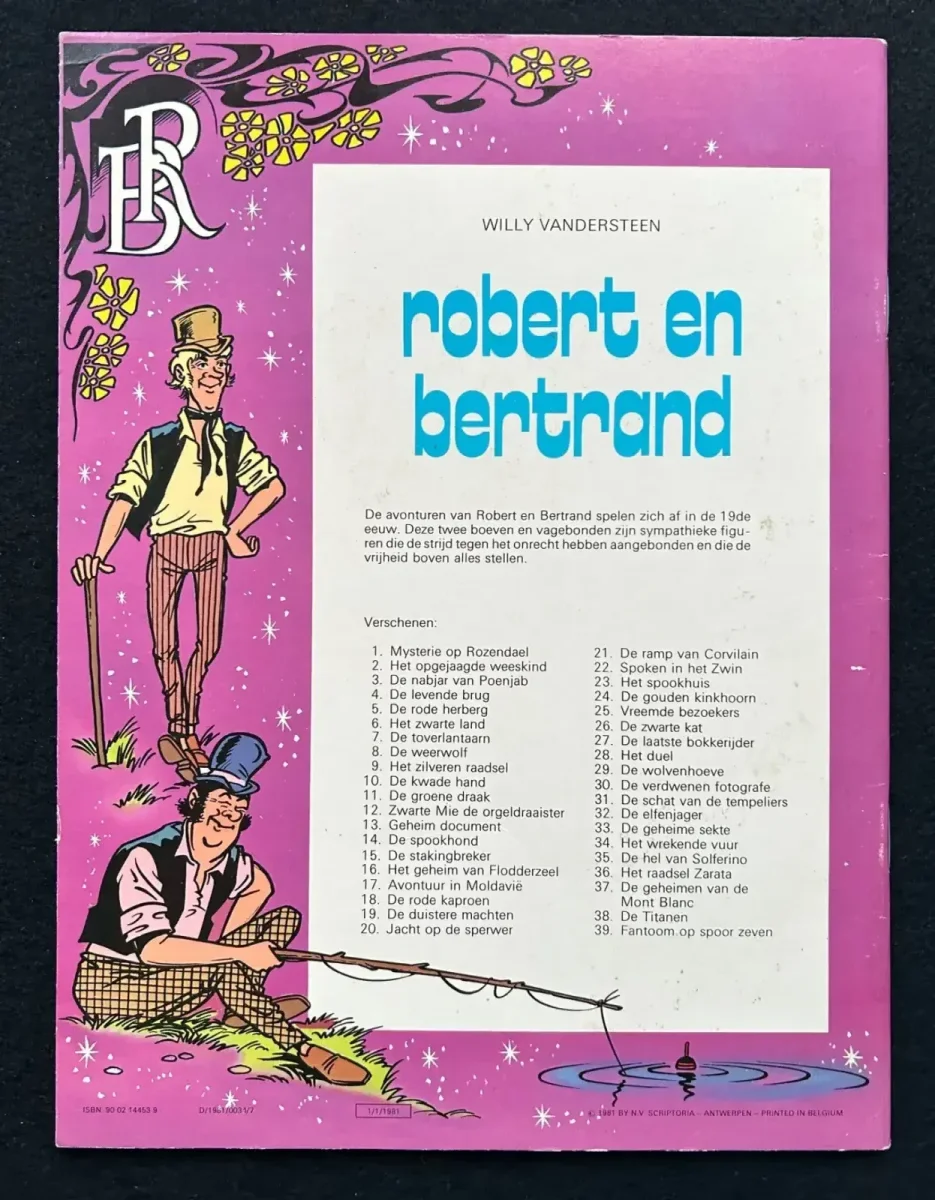 BR
WILLY VANDERSTEEN
robert en
bertrand
De avonturen van Robert en Bertrand spelen zich af in de 19de
eeuw. Deze twee boeven en vagebonden zijn sympathieke figu-
ren die de strijd tegen het onrecht hebben aangebonden en die de
vrijheid boven alles stellen.
Verschenen:
1. Mysterie op Rozendael
2. Het opgejaagde weeskind
3. De nabjar van Poenjab
4. De levende brug
5. De rode herberg
6. Het zwarte land
7. De toverlantaarn
8. De weerwolf
9. Het zilveren raadsel
10. De kwade hand
11. De groene draak
12. Zwarte Mie de orgeldraaister
13. Geheim document
14. De spookhond
15. De stakingbreker
16. Het geheim van Flodderzeel
17. Avontuur in Moldavië
18. De rode kaproen
19. De duistere machten
20. Jacht op de sperwer
21. De ramp van Corvilain
22. Spoken in het Zwin
23. Het spookhuis
24. De gouden kinkhoorn
25. Vreemde bezoekers
26. De zwarte kat
27. De laatste bokkerijder
28. Het duel
29. De wolvenhoeve
30. De verdwenen fotografe
31. De schat van de tempeliers
32. De elfenjager
33. De geheime sekte
34. Het wrekende vuur
35. De hel van Solferino
36. Het raadsel Zarata
37. De geheimen van de
Mont Blanc
38. De Titanen
39. Fantoom op spoor zeven
ISBN 90 02 14453 9
D/1981/0031/7
1/1/1981
© 1981 BY N.V. SCRIPTORIA - ANTWERPEN - PRINTED IN BELGIUM